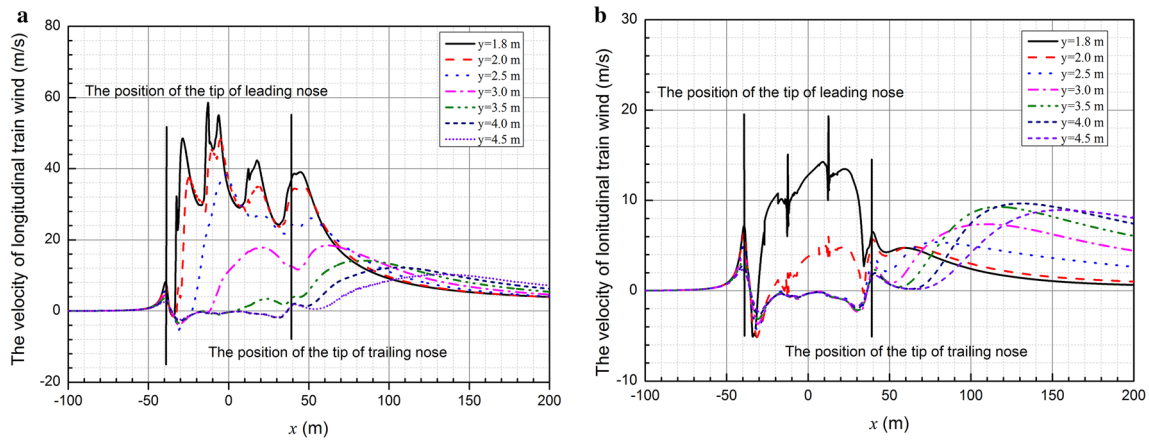 a
The velocity of longitudinal train wind (m/s)
80
60
40
20
0
-20
-100
-50
0
50
100
150
200
x (m)
The position of the tip of leading nose
The position of the tip of trailing nose
y=1.8 m
y=2.0 m
y=2.5 m
y=3.0 m
y=3.5 m
y=4.0 m
y=4.5 m
b
The velocity of lonitudinal train wind (m/s)
30
20
10
0
-10
-100
-50
0
50
100
150
200
x (m)
The position of the tip of leading nose
The position of the tip of trailing nose
y=1.8 m
y=2.0 m
y=2.5 m
y=3.0 m
y=3.5 m
y=4.0 m
y=4.5 m